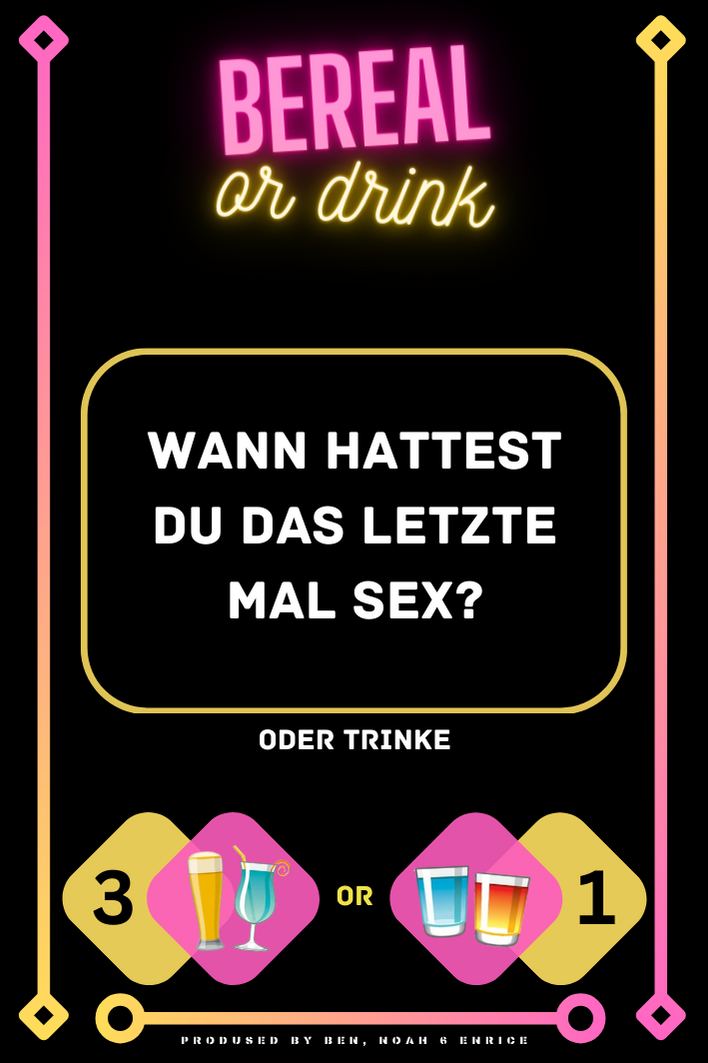 BEREAL
or drink
WANN HATTEST
DU DAS LETZTE
MAL SEX?
ODER TRINKE
3 OR 1
PRODUSED BY BEN, NOAH & ENRICE